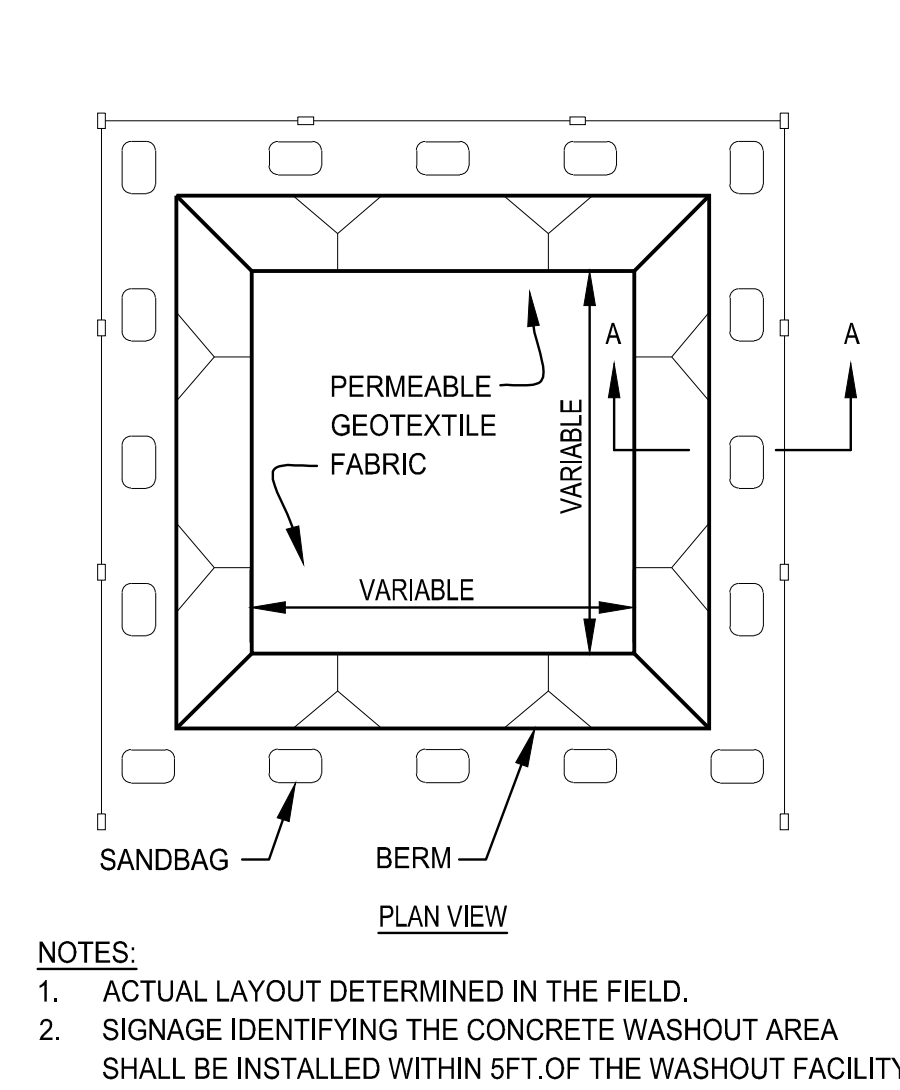 A
A
PERMEABLE
GEOTEXTILE
FABRIC
VARIABLE
VARIABLE
SANDBAG
BERM
PLAN VIEW
NOTES:
1. ACTUAL LAYOUT DETERMINED IN THE FIELD.
2. SIGNAGE IDENTIFYING THE CONCRETE WASHOUT AREA
SHALL BE INSTALLED WITHIN 5FT.OF THE WASHOUT FACILITY